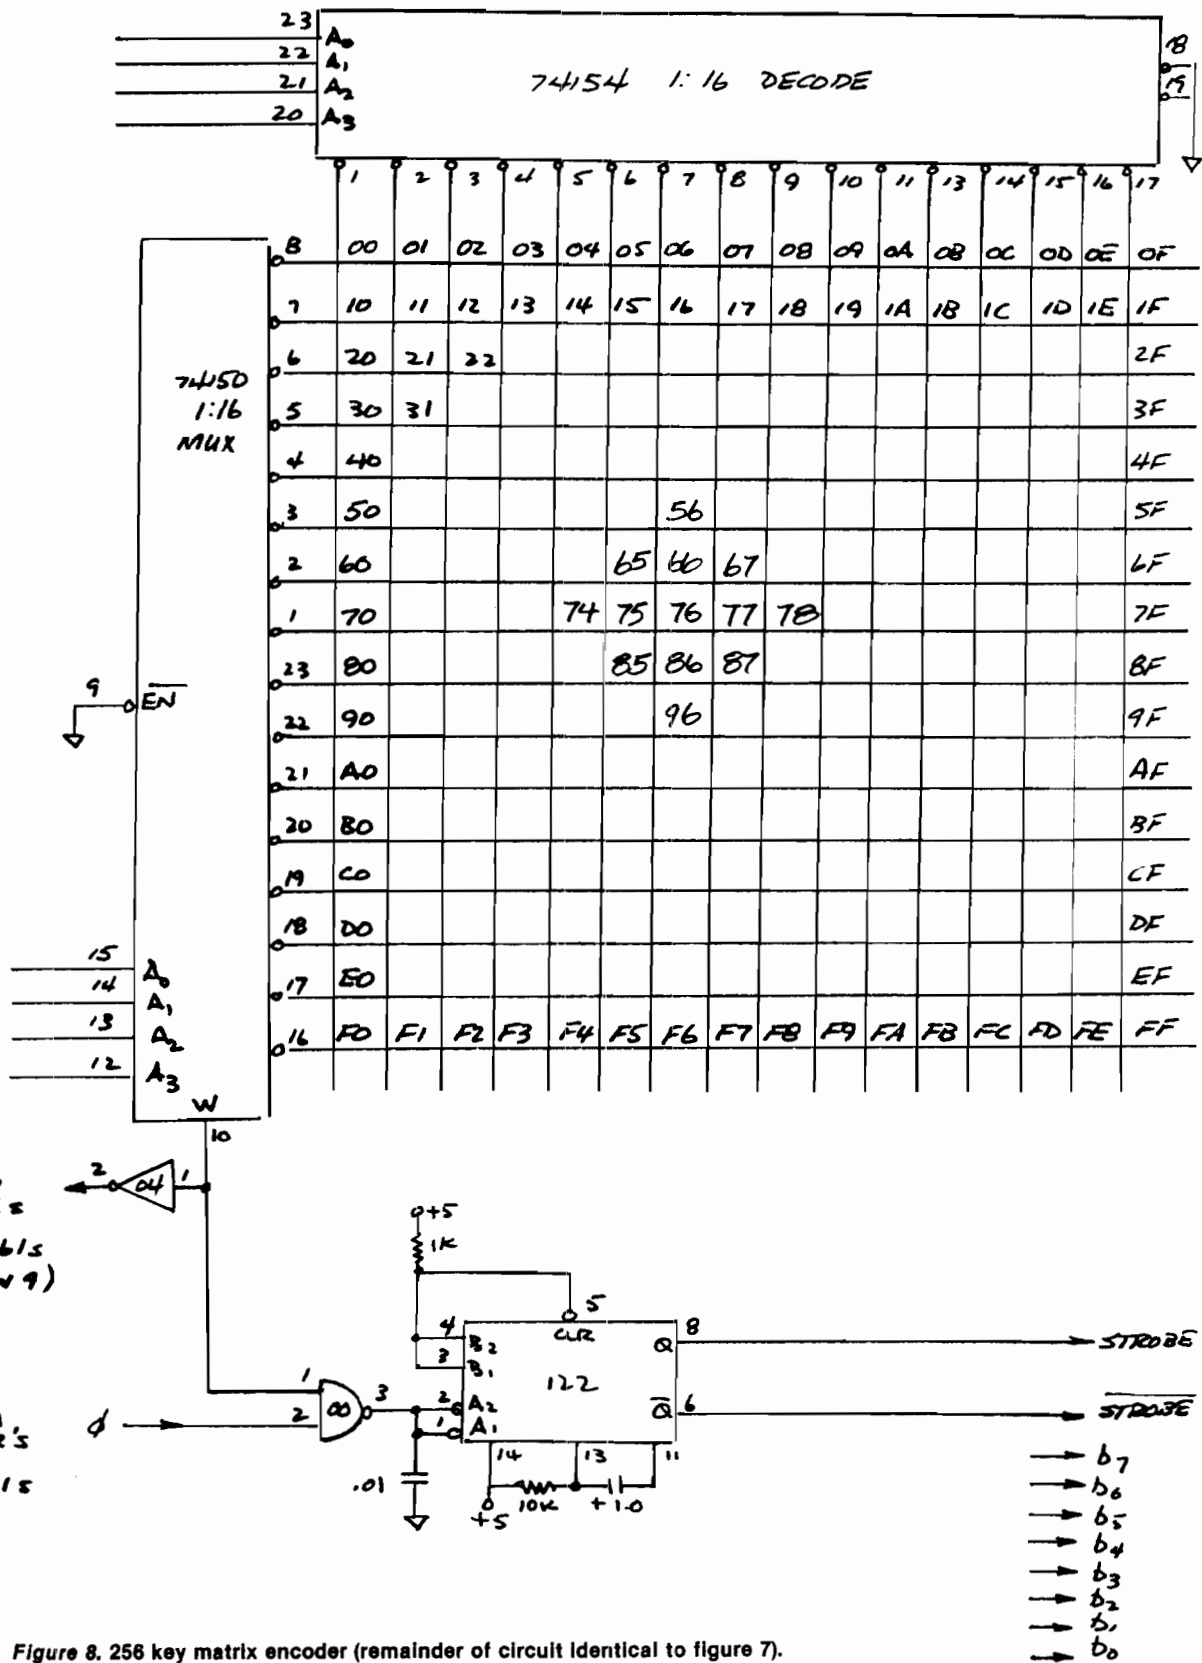 23 A0
22 A1
21 A2
20 A3
74154 1:16 DECODE
18
19
1 2 3 4 5 6 7 8 9 10 11 13 14 15 16 17
8 00 01 02 03 04 05 06 07 08 09 0A 0B 0C 0D 0E 0F
7 10 11 12 13 14 15 16 17 18 19 1A 1B 1C 1D 1E 1F
6 20 21 22 2F
74150
1:16
MUX
5 30 31 3F
4 40 4F
3 50 56 5F
2 60 65 66 67 6F
1 70 74 75 76 77 78 7F
23 80 85 86 87 8F
9 EN
22 90 96 9F
21 A0 AF
20 B0 BF
19 C0 CF
18 D0 DF
17 E0 EF
16 F0 F1 F2 F3 F4 F5 F6 F7 F8 F9 FA FB FC FD FE FF
15 A0
14 A1
13 A2
12 A3
W
10
2 04 1
+5
1K
5
CLR
4 B2
3 B1
122
2 A2
1 A1
Q 8 STROBE
Q 6 STROBE
1
2
00 3
ϕ
.01
14 13 11
+5 10K + 1.0
b7
b6
b5
b4
b3
b2
b1
b0
Figure 8. 256 key matrix encoder (remainder of circuit identical to figure 7).